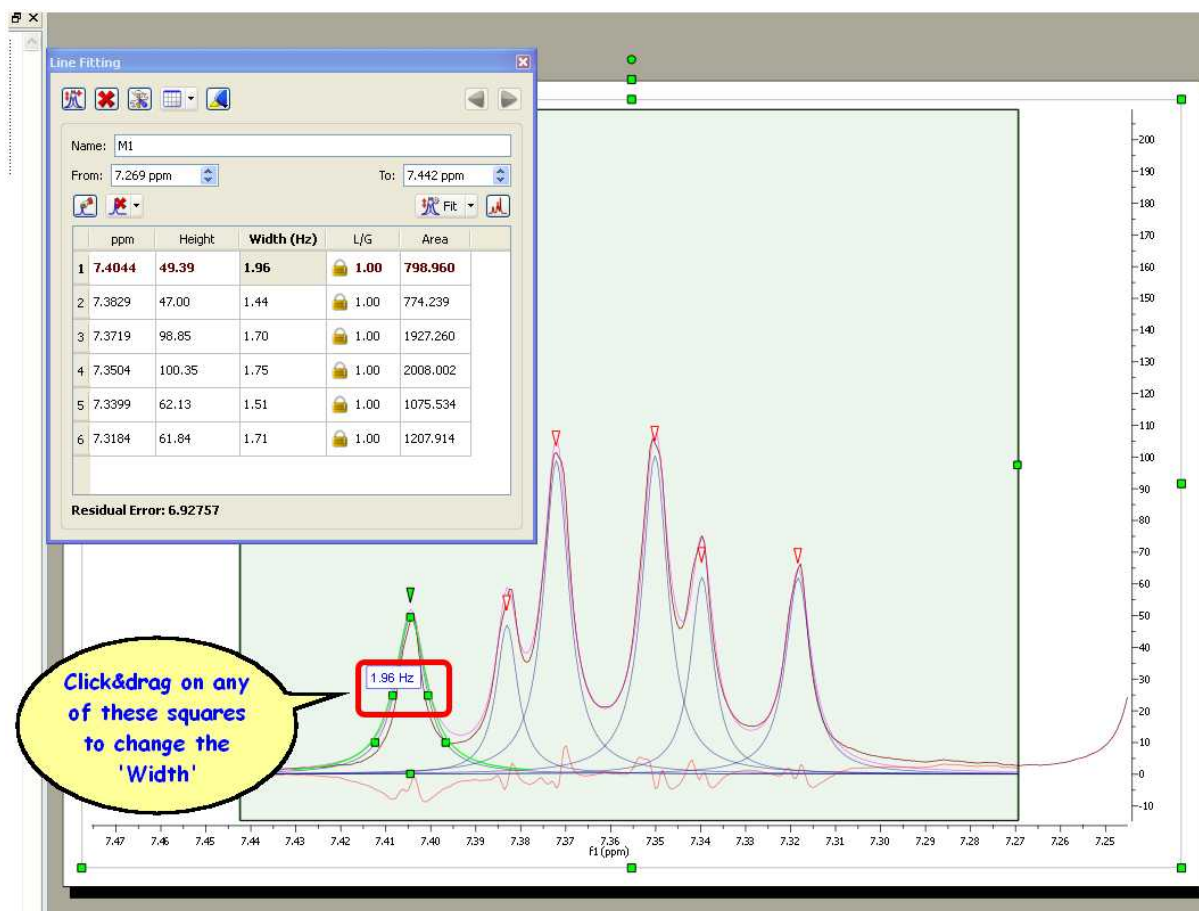 Line Fitting
Name: M1
From: 7.269 ppm To: 7.442 ppm
Fit
ppm Height Width (Hz) L/G Area
1 7.4044 49.39 1.96 1.00 798.960
2 7.3829 47.00 1.44 1.00 774.239
3 7.3719 98.85 1.70 1.00 1927.260
4 7.3504 100.35 1.75 1.00 2008.002
5 7.3399 62.13 1.51 1.00 1075.534
6 7.3184 61.84 1.71 1.00 1207.914
Residual Error: 6.92757
200
190
180
170
160
150
140
130
120
110
100
90
80
70
60
50
40
30
20
10
0
-10
1.96 Hz
Click&drag on any
of these squares
to change the
'Width'
7.47 7.46 7.45 7.44 7.43 7.42 7.41 7.40 7.39 7.38 7.37 7.36 7.35 7.34 7.33 7.32 7.31 7.30 7.29 7.28 7.27 7.26 7.25
f1 (ppm)